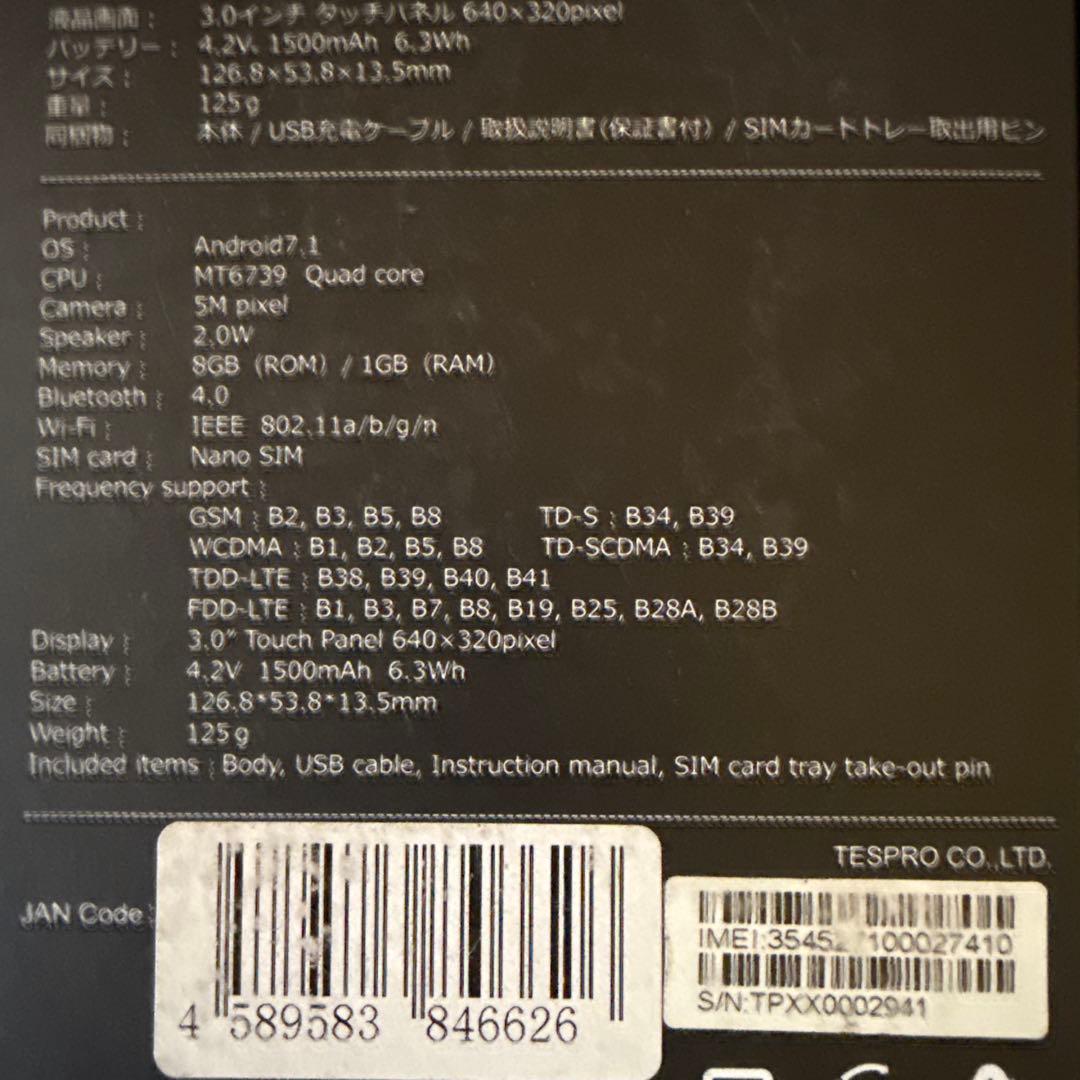 液晶画面： 3.0インチ タッチパネル 640×320pixel
バッテリー： 4.2V、1500mAh 6.3Wh
サイズ： 126.8×53.8×13.5mm
重量： 125g
同梱物： 本体 / USB充電ケーブル / 取扱説明書（保証書付）/ SIMカードトレー取出用ピン
Product：
OS： Android7.1
CPU： MT6739 Quad core
Camera： 5M pixel
Speaker： 2.0W
Memory： 8GB（ROM）/ 1GB（RAM）
Bluetooth： 4.0
Wi-Fi： IEEE 802.11a/b/g/n
SIM card： Nano SIM
Frequency support：
GSM：B2, B3, B5, B8 TD-S：B34, B39
WCDMA：B1, B2, B5, B8 TD-SCDMA：B34, B39
TDD-LTE：B38, B39, B40, B41
FDD-LTE：B1, B3, B7, B8, B19, B25, B28A, B28B
Display： 3.0″ Touch Panel 640×320pixel
Battery： 4.2V 1500mAh 6.3Wh
Size： 126.8*53.8*13.5mm
Weight： 125g
Included items：Body, USB cable, Instruction manual, SIM card tray take-out pin
TESPRO CO.,LTD.
JAN Code：
4 589583 846626
IMEI:
S/N:TPXX0002941